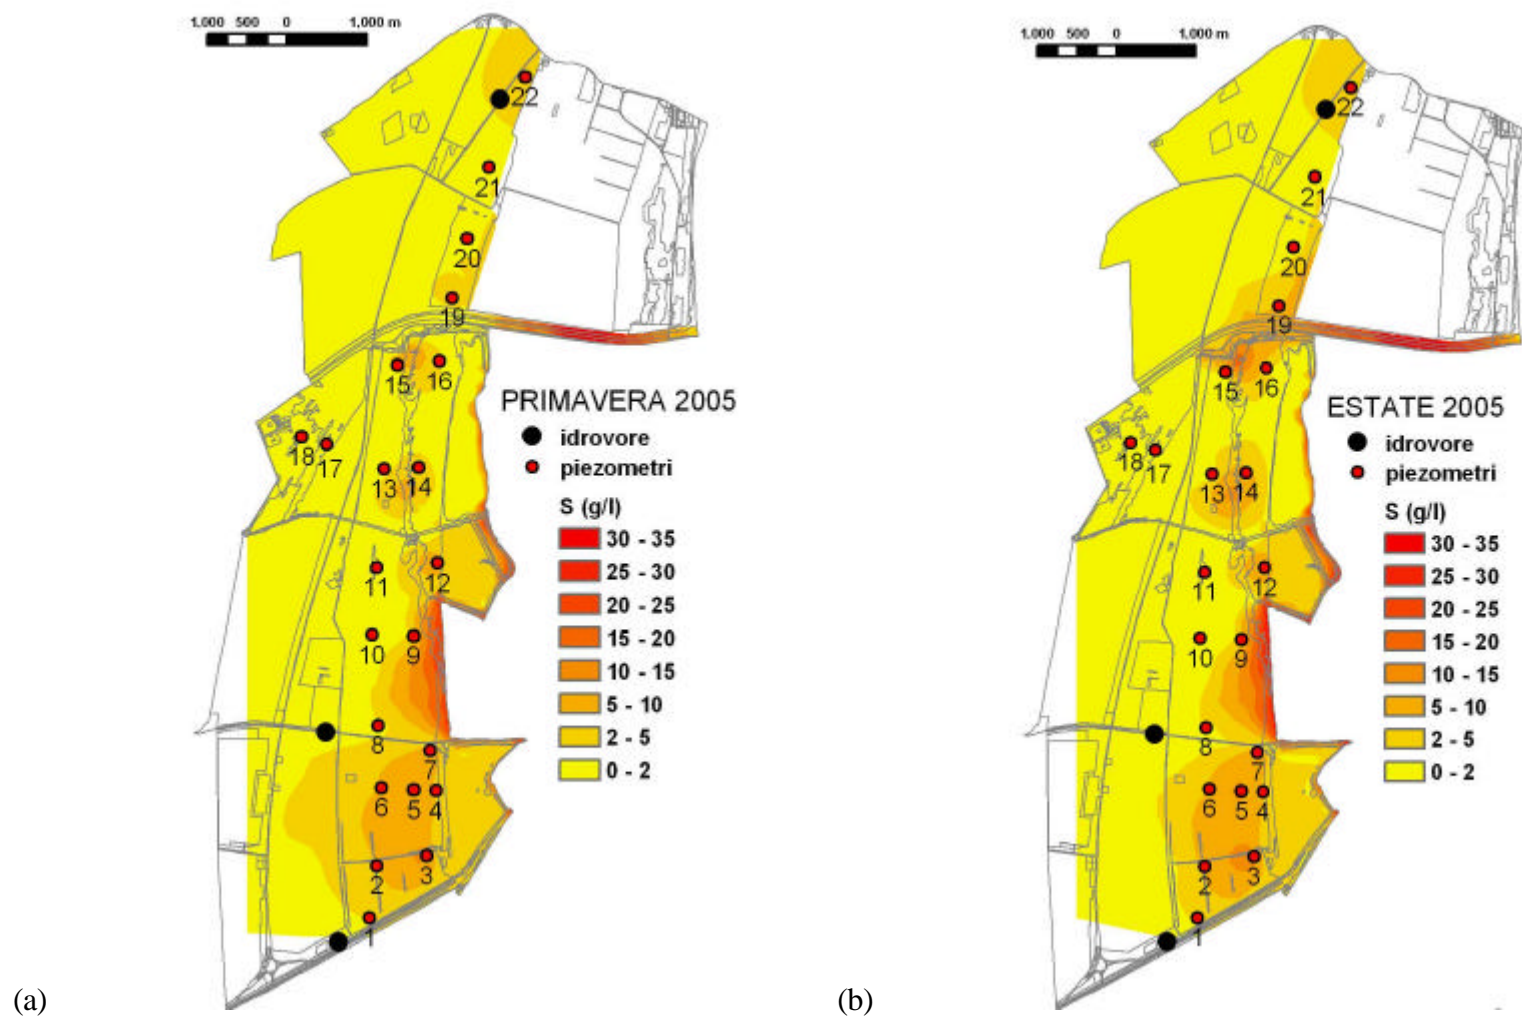 1.000 500 0 1,000 m
22
21
20
19
15 16
18 17
13 14
11 12
10 9
8
7
6 5 4
2 3
1
PRIMAVERA 2005
idrovore
piezometri
S (g/l)
30 - 35
25 - 30
20 - 25
15 - 20
10 - 15
5 - 10
2 - 5
0 - 2
(a)
1.000 500 0 1,000 m
22
21
20
19
15 16
18 17
13 14
11 12
10 9
8
7
6 5 4
2 3
1
ESTATE 2005
idrovore
piezometri
S (g/l)
30 - 35
25 - 30
20 - 25
15 - 20
10 - 15
5 - 10
2 - 5
0 - 2
(b)